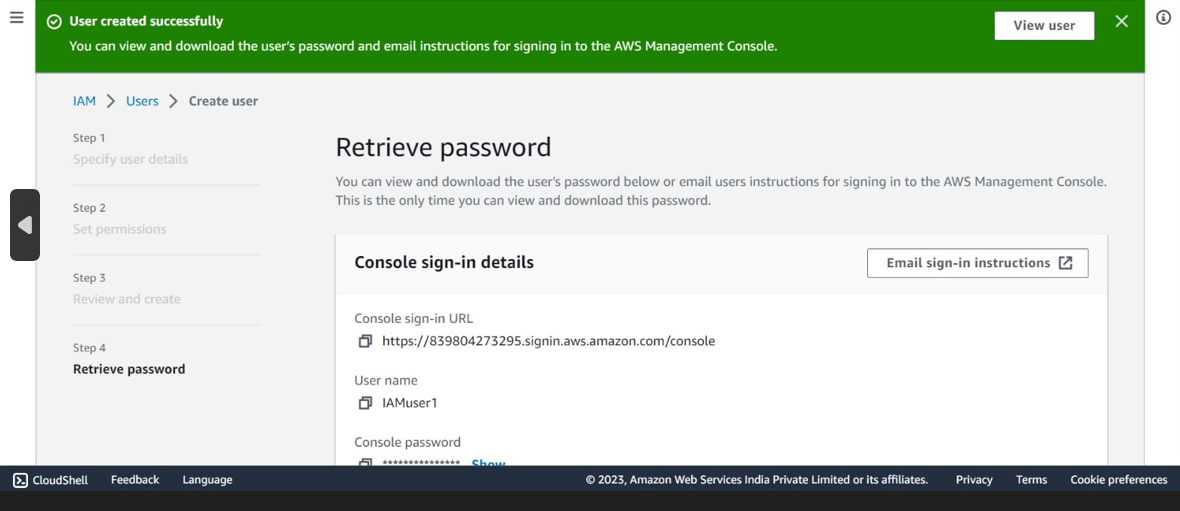 User created successfully
You can view and download the user's password and email instructions for signing in to the AWS Management Console.
View user
IAM > Users > Create user
Step 1
Specify user details
Step 2
Set permissions
Step 3
Review and create
Step 4
Retrieve password
Retrieve password
You can view and download the user's password below or email users instructions for signing in to the AWS Management Console.
This is the only time you can view and download this password.
Console sign-in details
Email sign-in instructions
Console sign-in URL
https://839804273295.signin.aws.amazon.com/console
User name
IAMuser1
Console password
*************** Show
CloudShell Feedback Language © 2023, Amazon Web Services India Private Limited or its affiliates. Privacy Terms Cookie preferences